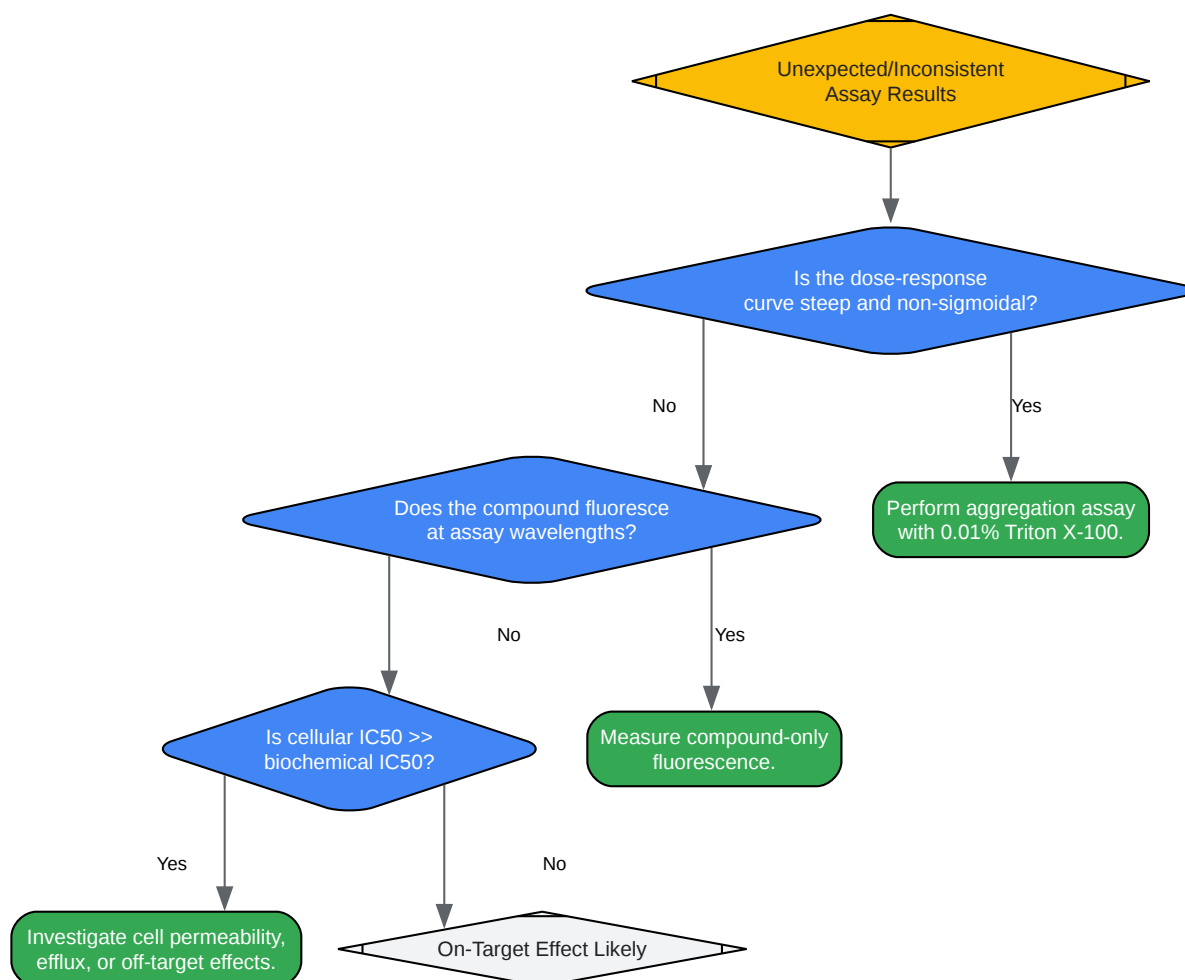 Unexpected/Inconsistent
Assay Results
Is the dose-response
curve steep and non-sigmoidal?
No
Yes
Does the compound fluoresce
at assay wavelengths?
Perform aggregation assay
with 0.01% Triton X-100.
No
Yes
Is cellular IC50 >>
biochemical IC50?
Measure compound-only
fluorescence.
Yes
No
Investigate cell permeability,
efflux, or off-target effects.
On-Target Effect Likely